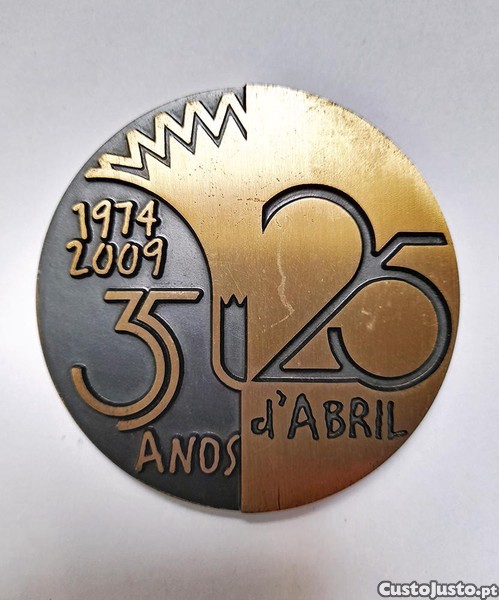 1974
2009
35
ANOS
25
d'ABRIL
CustoJusto.pt